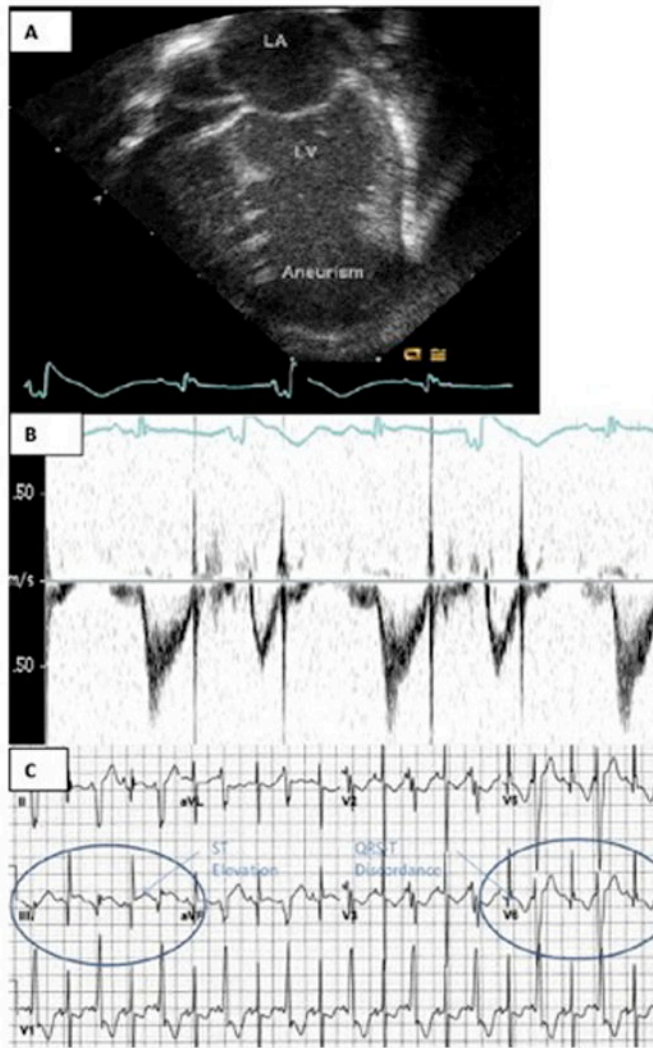 A
LA
LV
Aneurism
B
.50
m/s
.50
C
II
aVL
V2
V5
ST
Elevation
QRS-T
Discordance
III
aVF
V3
V6
V1